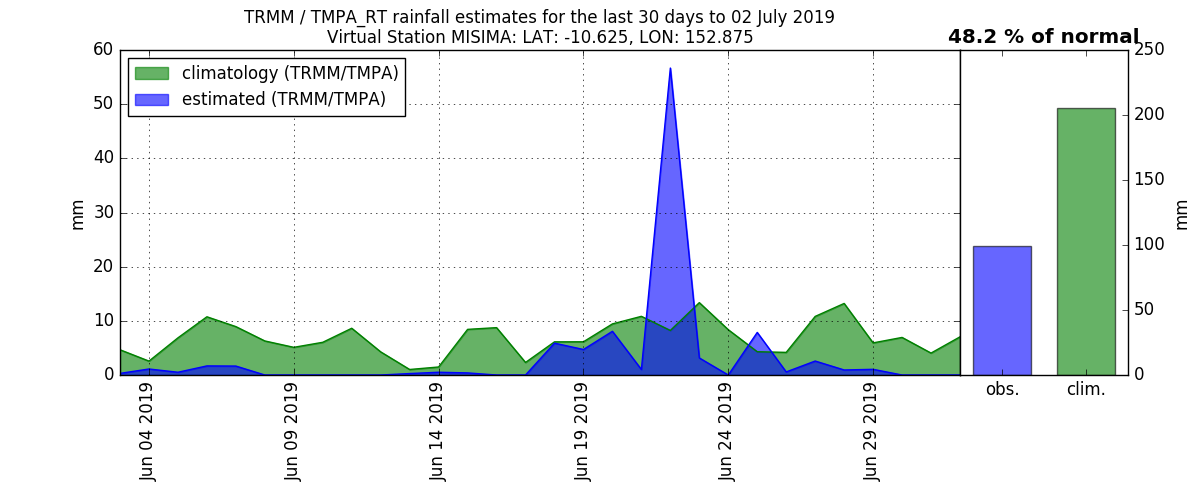 TRMM / TMPA_RT rainfall estimates for the last 30 days to 02 July 2019
Virtual Station MISIMA: LAT: -10.625, LON: 152.875
48.2 % of normal
climatology (TRMM/TMPA)
estimated (TRMM/TMPA)
60
50
40
30
20
10
0
mm
Jun 04 2019
Jun 09 2019
Jun 14 2019
Jun 19 2019
Jun 24 2019
Jun 29 2019
obs.
clim.
250
200
150
100
50
0
mm